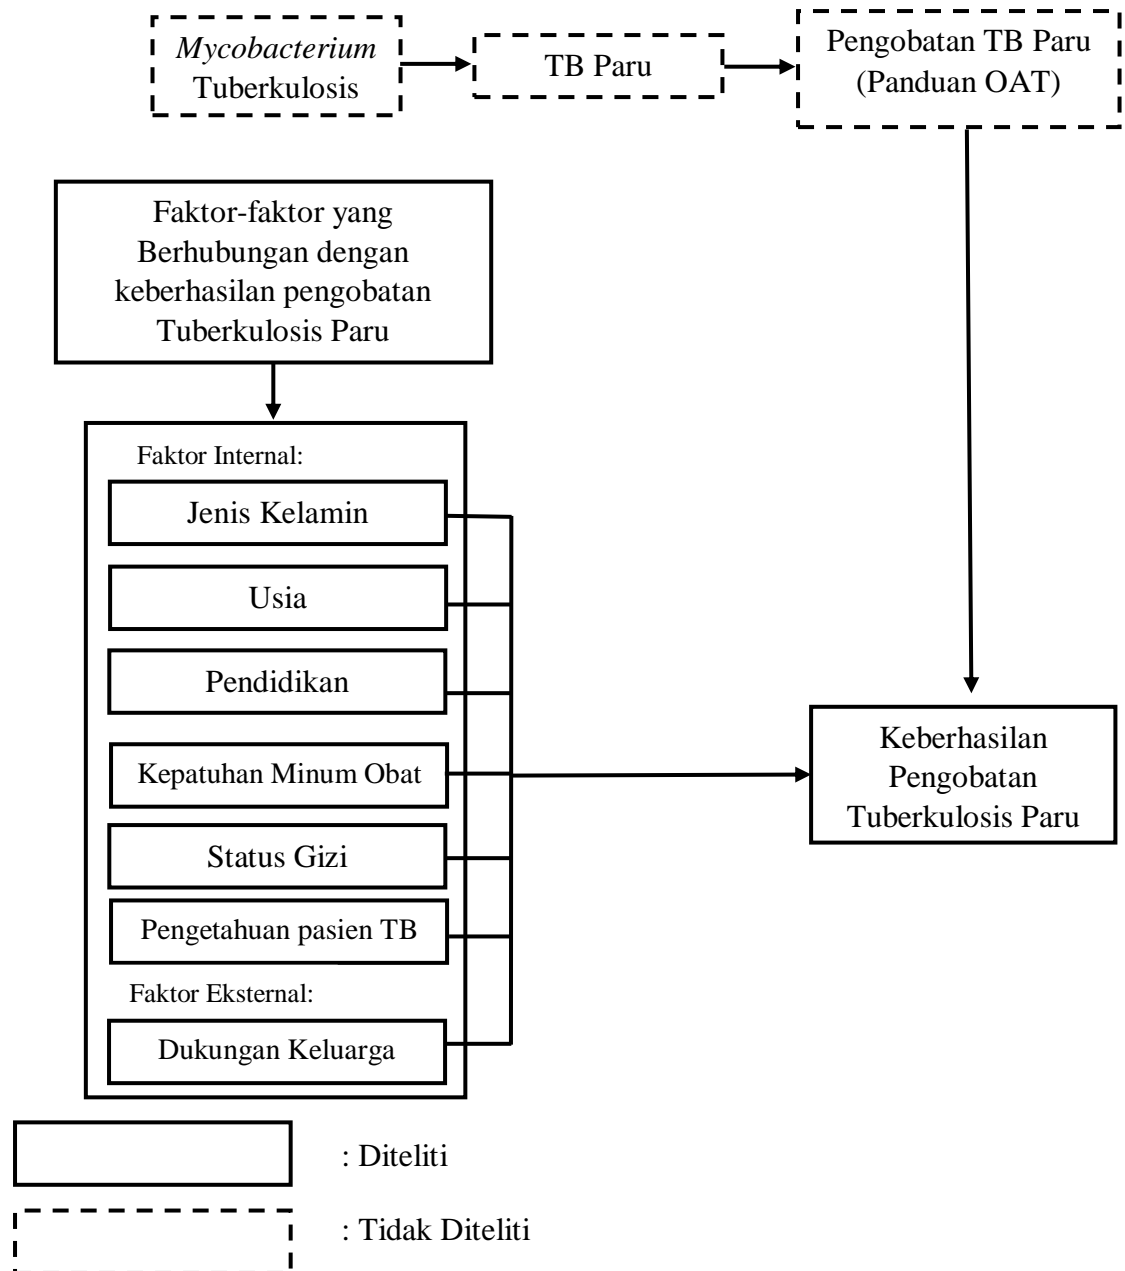 Mycobacterium
Tuberkulosis
TB Paru
Pengobatan TB Paru
(Panduan OAT)
Faktor-faktor yang
Berhubungan dengan
keberhasilan pengobatan
Tuberkulosis Paru
Faktor Internal:
Jenis Kelamin
Usia
Pendidikan
Kepatuhan Minum Obat
Status Gizi
Pengetahuan pasien TB
Faktor Eksternal:
Dukungan Keluarga
Keberhasilan
Pengobatan
Tuberkulosis Paru
: Diteliti
: Tidak Diteliti